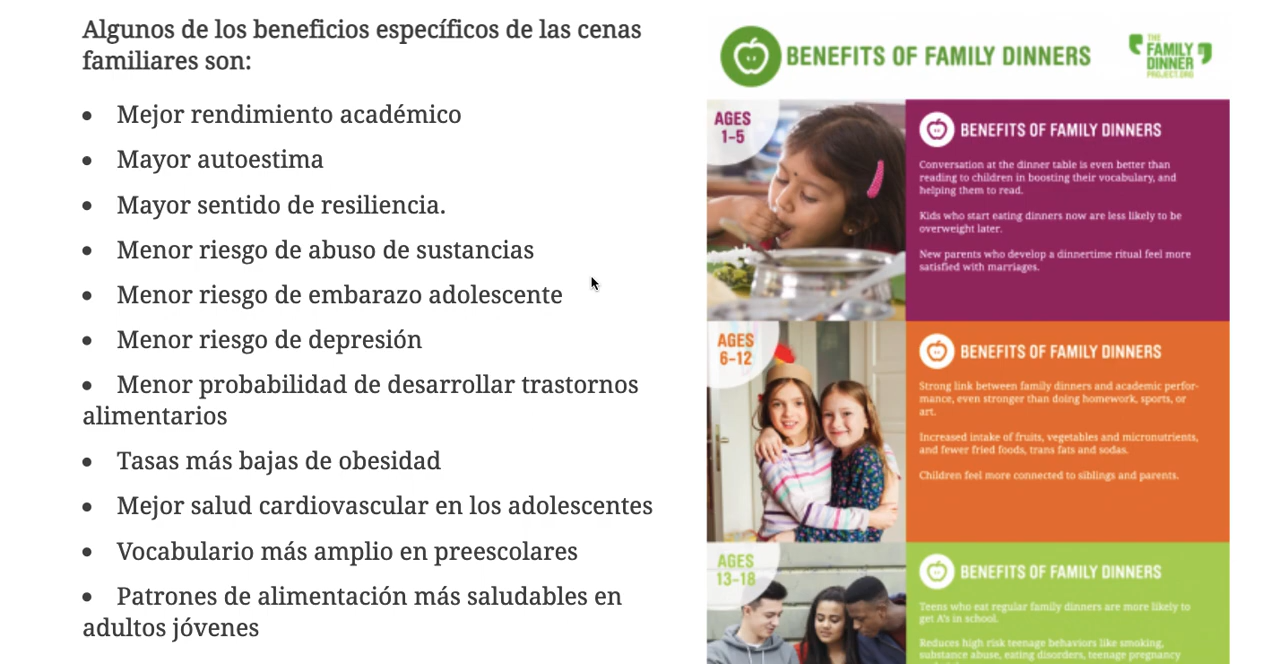 Algunos de los beneficios específicos de las cenas
familiares son:
• Mejor rendimiento académico
• Mayor autoestima
• Mayor sentido de resiliencia.
• Menor riesgo de abuso de sustancias
• Menor riesgo de embarazo adolescente
• Menor riesgo de depresión
• Menor probabilidad de desarrollar trastornos
alimentarios
• Tasas más bajas de obesidad
• Mejor salud cardiovascular en los adolescentes
• Vocabulario más amplio en preescolares
• Patrones de alimentación más saludables en
adultos jóvenes
BENEFITS OF FAMILY DINNERS
THE
FAMILY
DINNER
PROJECT.ORG
AGES
1-5
BENEFITS OF FAMILY DINNERS
Conversation at the dinner table is even better than
reading to children in boosting their vocabulary, and
helping them to read.
Kids who start eating dinners now are less likely to be
overweight later.
New parents who develop a dinnertime ritual feel more
satisfied with marriages.
AGES
6-12
BENEFITS OF FAMILY DINNERS
Strong link between family dinners and academic perfor-
mance, even stronger than doing homework, sports, or
art.
Increased intake of fruits, vegetables and micronutrients,
and fewer fried foods, trans fats and sodas.
Children feel more connected to siblings and parents.
AGES
13-18
BENEFITS OF FAMILY DINNERS
Teens who eat regular family dinners are more likely to
get A's in school.
Reduces high risk teenage behaviors like smoking,
substance abuse, eating disorders, teenage pregnancy